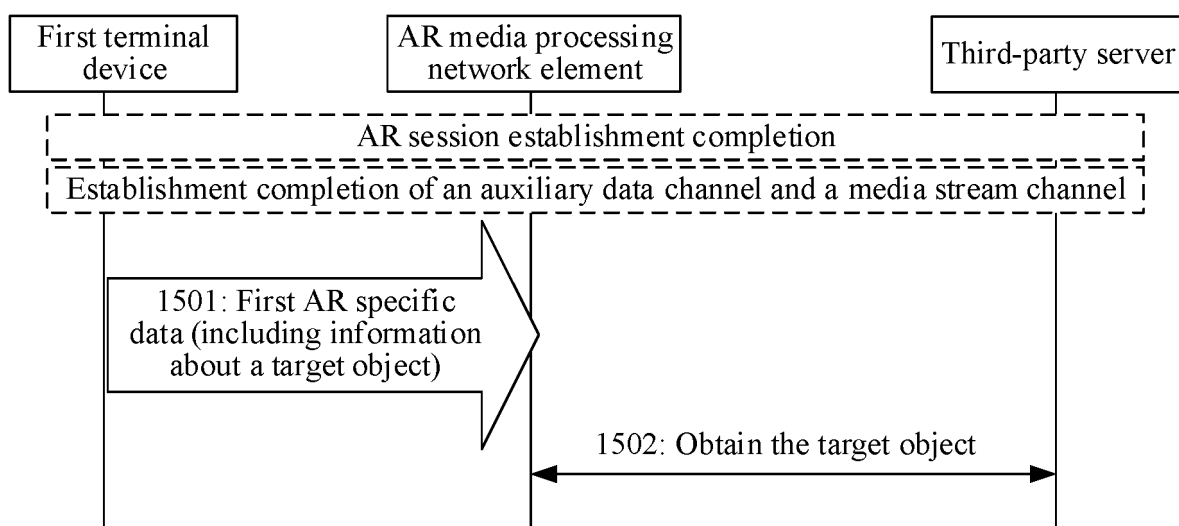 First terminal
device
AR media processing
network element
Third-party server
AR session establishment completion
Establishment completion of an auxiliary data channel and a media stream channel
1501: First AR specific
data (including information
about a target object)
1502: Obtain the target object